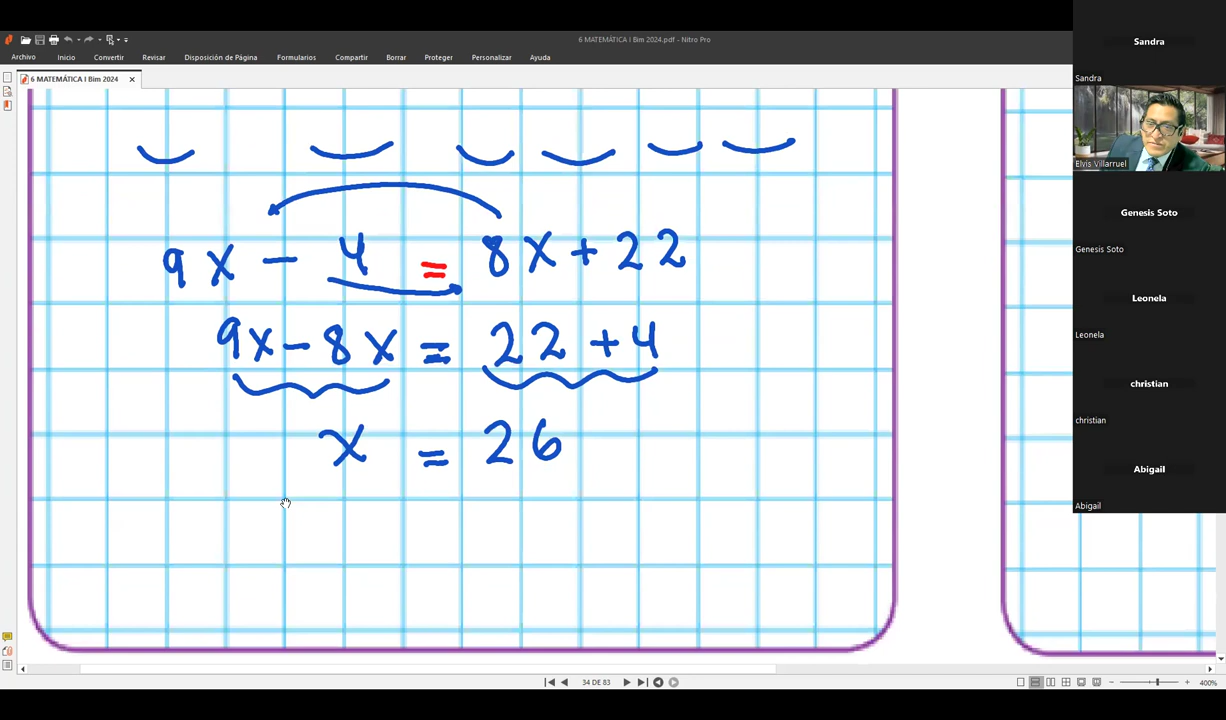 6 MATEMÁTICA I Bim 2024.pdf - Nitro Pro
Archivo Inicio Convertir Revisar Disposición de Página Formularios Compartir Borrar Proteger Personalizar Ayuda
6 MATEMÁTICA I Bim 2024
9x - 4 = 8x + 22
9x - 8x = 22 + 4
x = 26
34 DE 83
400%
Sandra
Sandra
Elvis Villarruel
Genesis Soto
Genesis Soto
Leonela
Leonela
christian
christian
Abigail
Abigail